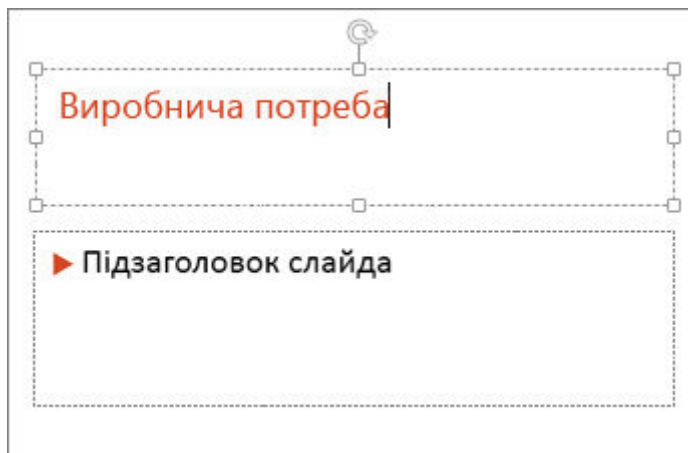 Виробнича потреба
Підзаголовок слайда